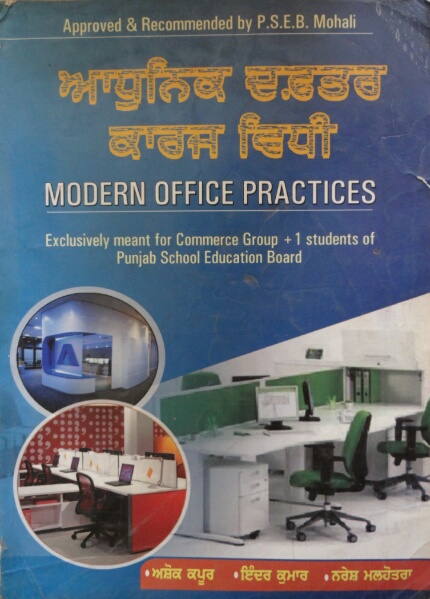 Approved & Recommended by P.S.E.B. Mohali
ਆਧੁਨਿਕ ਦਫ਼ਤਰ
ਕਾਰਜ ਵਿਧੀ
MODERN OFFICE PRACTICES
Exclusively meant for Commerce Group +1 students of
Punjab School Education Board
•ਅਸ਼ੋਕ ਕਪੂਰ •ਇੰਦਰ ਕੁਮਾਰ •ਨਰੇਸ਼ ਮਲਹੋਤਰਾ